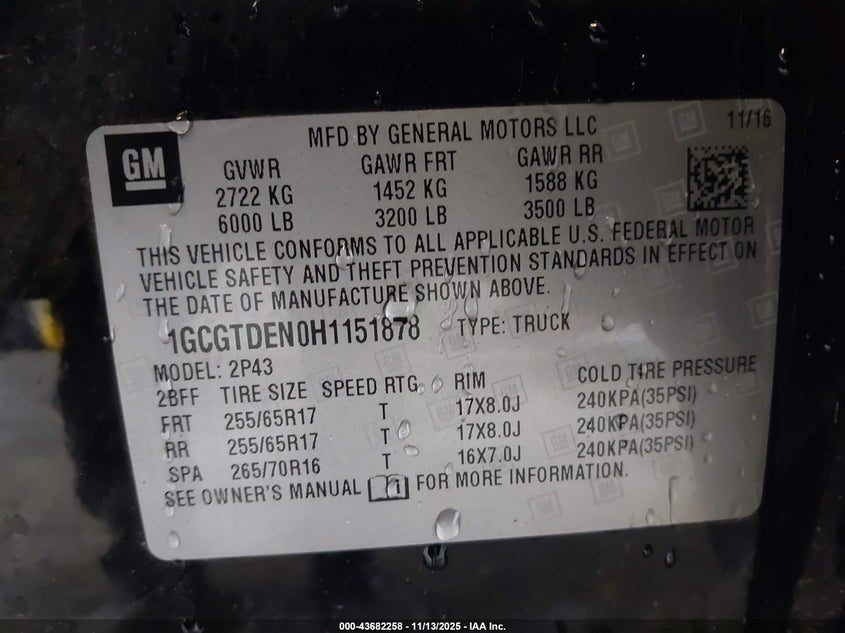 MFD BY GENERAL MOTORS LLC
11/16
GM
GVWR GAWR FRT GAWR RR
2722 KG 1452 KG 1588 KG
6000 LB 3200 LB 3500 LB
THIS VEHICLE CONFORMS TO ALL APPLICABLE U.S. FEDERAL MOTOR
VEHICLE SAFETY AND THEFT PREVENTION STANDARDS IN EFFECT ON
THE DATE OF MANUFACTURE SHOWN ABOVE.
1GCGTDEN0H1151878 TYPE: TRUCK
MODEL: 2P43
2BFF TIRE SIZE SPEED RTG RIM COLD TIRE PRESSURE
FRT 255/65R17 T 17X8.0J 240KPA(35PSI)
RR 255/65R17 T 17X8.0J 240KPA(35PSI)
SPA 265/70R16 T 16X7.0J 240KPA(35PSI)
SEE OWNER'S MANUAL i FOR MORE INFORMATION.
000-43682258 - 11/13/2025 - IAA Inc.